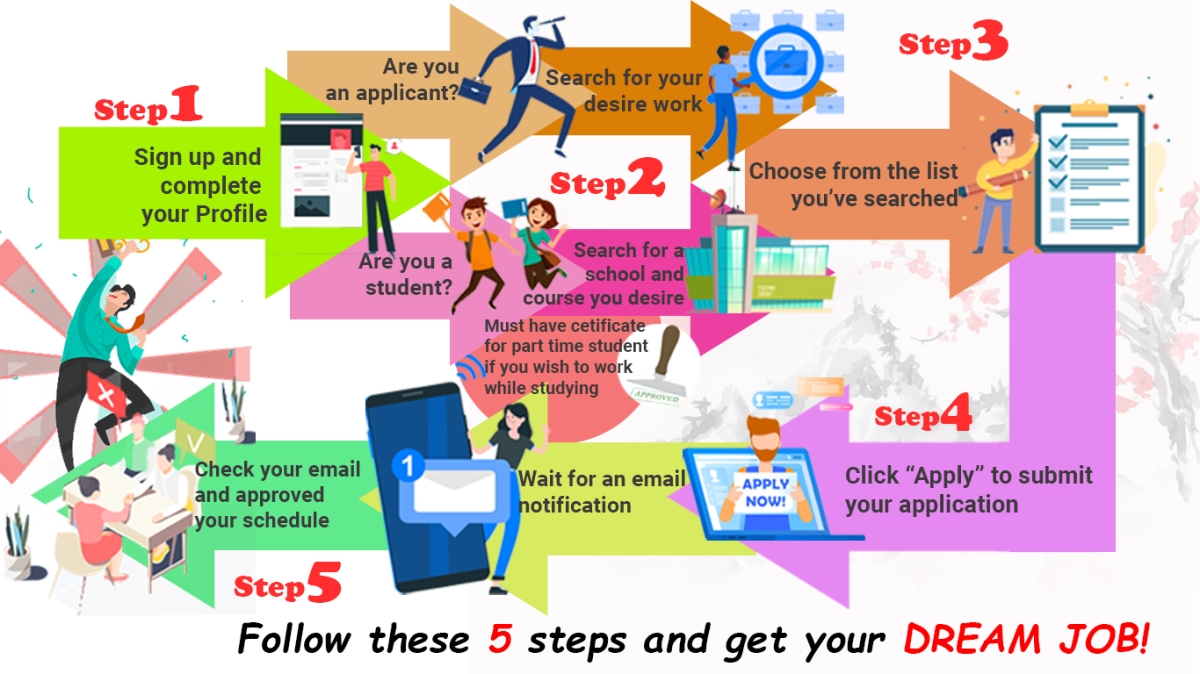 Step1
Sign up and
complete
your Profile
Are you
an applicant?
Search for your
desire work
Step2
Are you a
student?
Search for a
school and
course you desire
Must have cetificate
for part time student
if you wish to work
while studying
APPROVED
Step3
Choose from the list
you've searched
Step4
Click “Apply” to submit
your application
APPLY
NOW!
Wait for an email
notification
1
Check your email
and approved
your schedule
Step5
Follow these 5 steps and get your DREAM JOB!